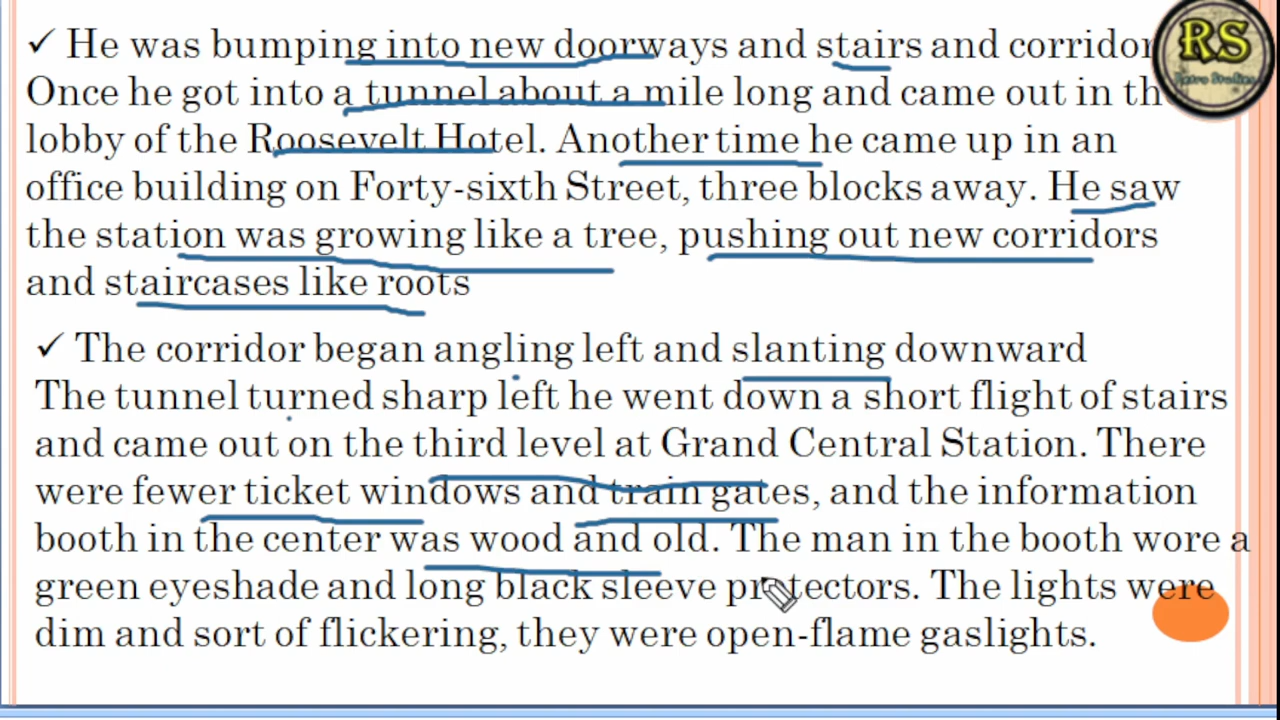 ✓ He was bumping into new doorways and stairs and corridor
Once he got into a tunnel about a mile long and came out in the
lobby of the Roosevelt Hotel. Another time he came up in an
office building on Forty-sixth Street, three blocks away. He saw
the station was growing like a tree, pushing out new corridors
and staircases like roots
✓ The corridor began angling left and slanting downward
The tunnel turned sharp left he went down a short flight of stairs
and came out on the third level at Grand Central Station. There
were fewer ticket windows and train gates, and the information
booth in the center was wood and old. The man in the booth wore a
green eyeshade and long black sleeve protectors. The lights were
dim and sort of flickering, they were open-flame gaslights.
RS